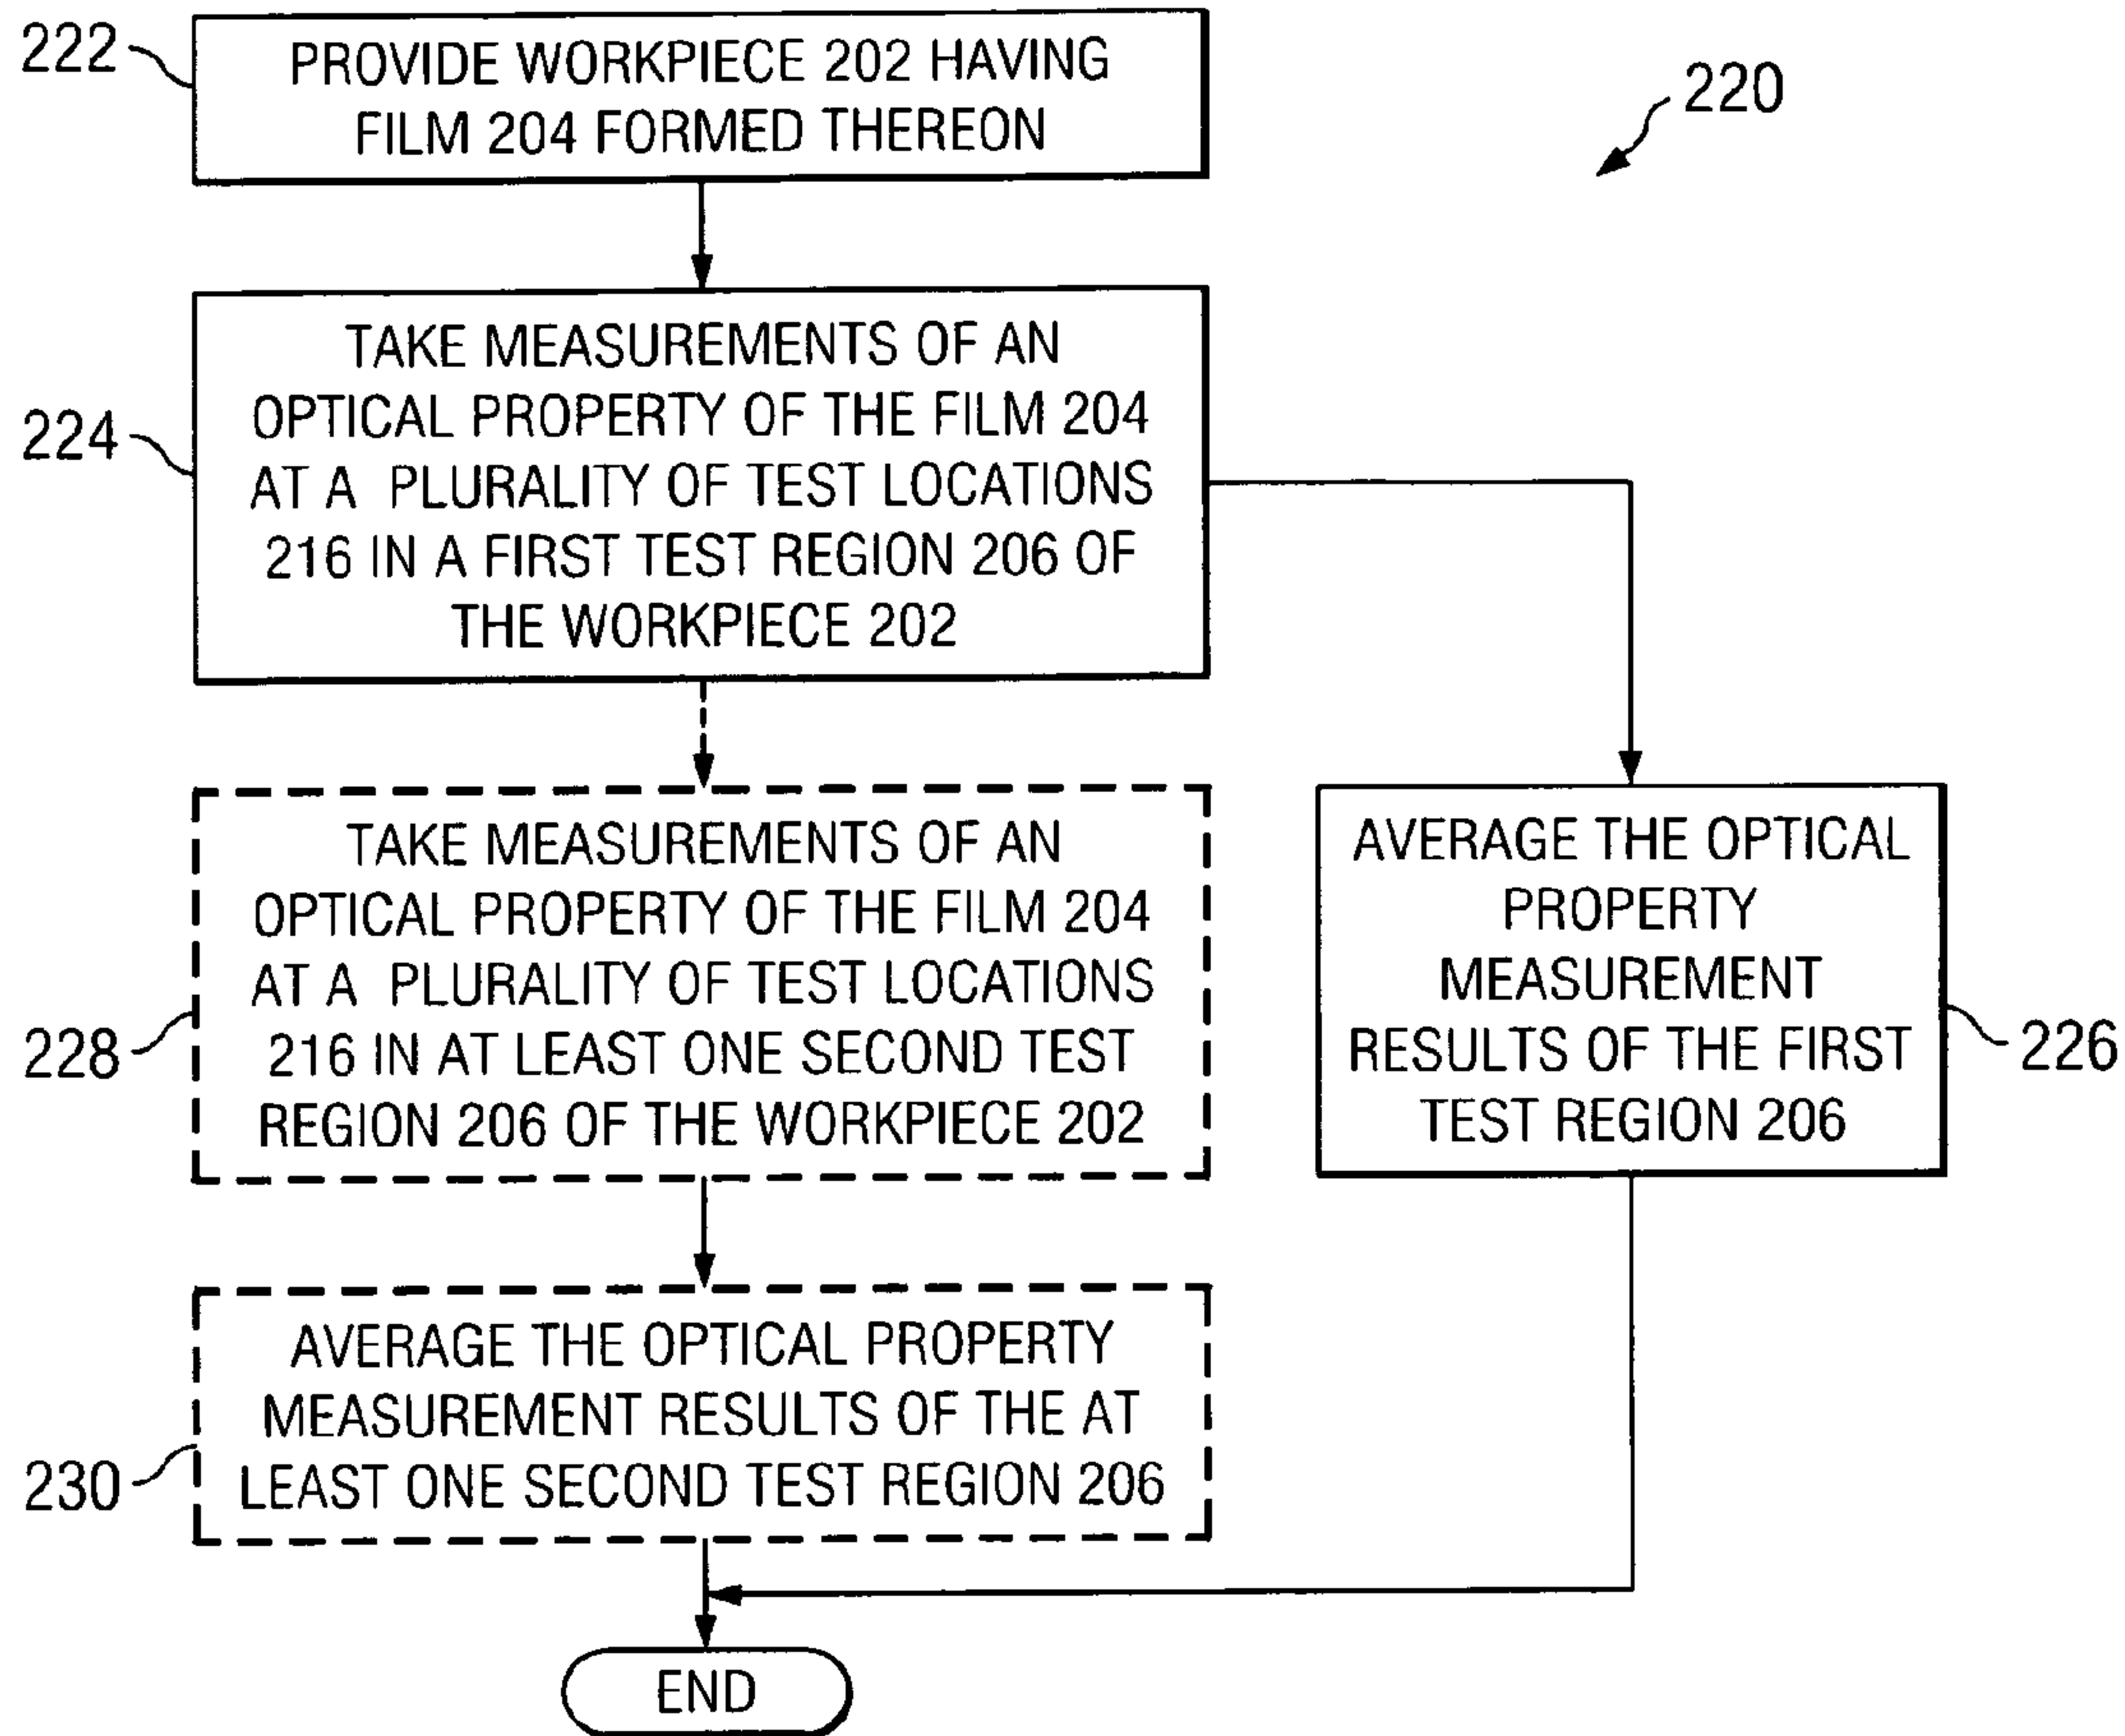 222
PROVIDE WORKPIECE 202 HAVING
FILM 204 FORMED THEREON
220
224
TAKE MEASUREMENTS OF AN
OPTICAL PROPERTY OF THE FILM 204
AT A PLURALITY OF TEST LOCATIONS
216 IN A FIRST TEST REGION 206 OF
THE WORKPIECE 202
228
TAKE MEASUREMENTS OF AN
OPTICAL PROPERTY OF THE FILM 204
AT A PLURALITY OF TEST LOCATIONS
216 IN AT LEAST ONE SECOND TEST
REGION 206 OF THE WORKPIECE 202
AVERAGE THE OPTICAL
PROPERTY
MEASUREMENT
RESULTS OF THE FIRST
TEST REGION 206
226
230
AVERAGE THE OPTICAL PROPERTY
MEASUREMENT RESULTS OF THE AT
LEAST ONE SECOND TEST REGION 206
END